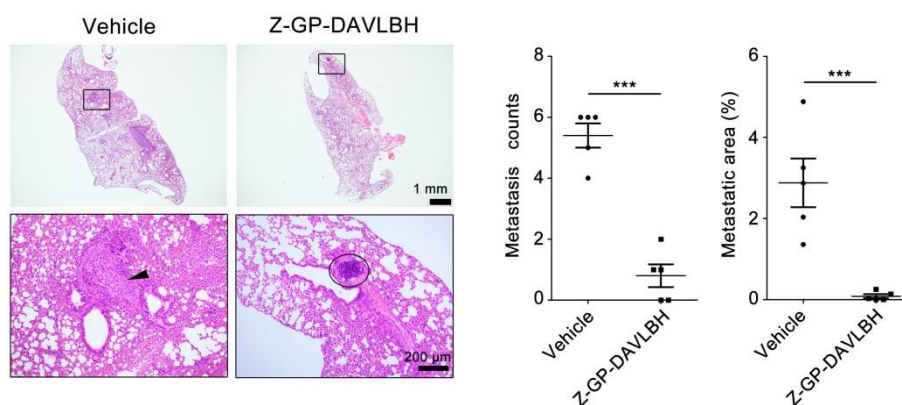 Vehicle
Z-GP-DAVLBH
1 mm
200 µm
Metastasis counts
8
6
4
2
0
***
Vehicle
Z-GP-DAVLBH
Metastatic area (%)
6
4
2
0
***
Vehicle
Z-GP-DAVLBH